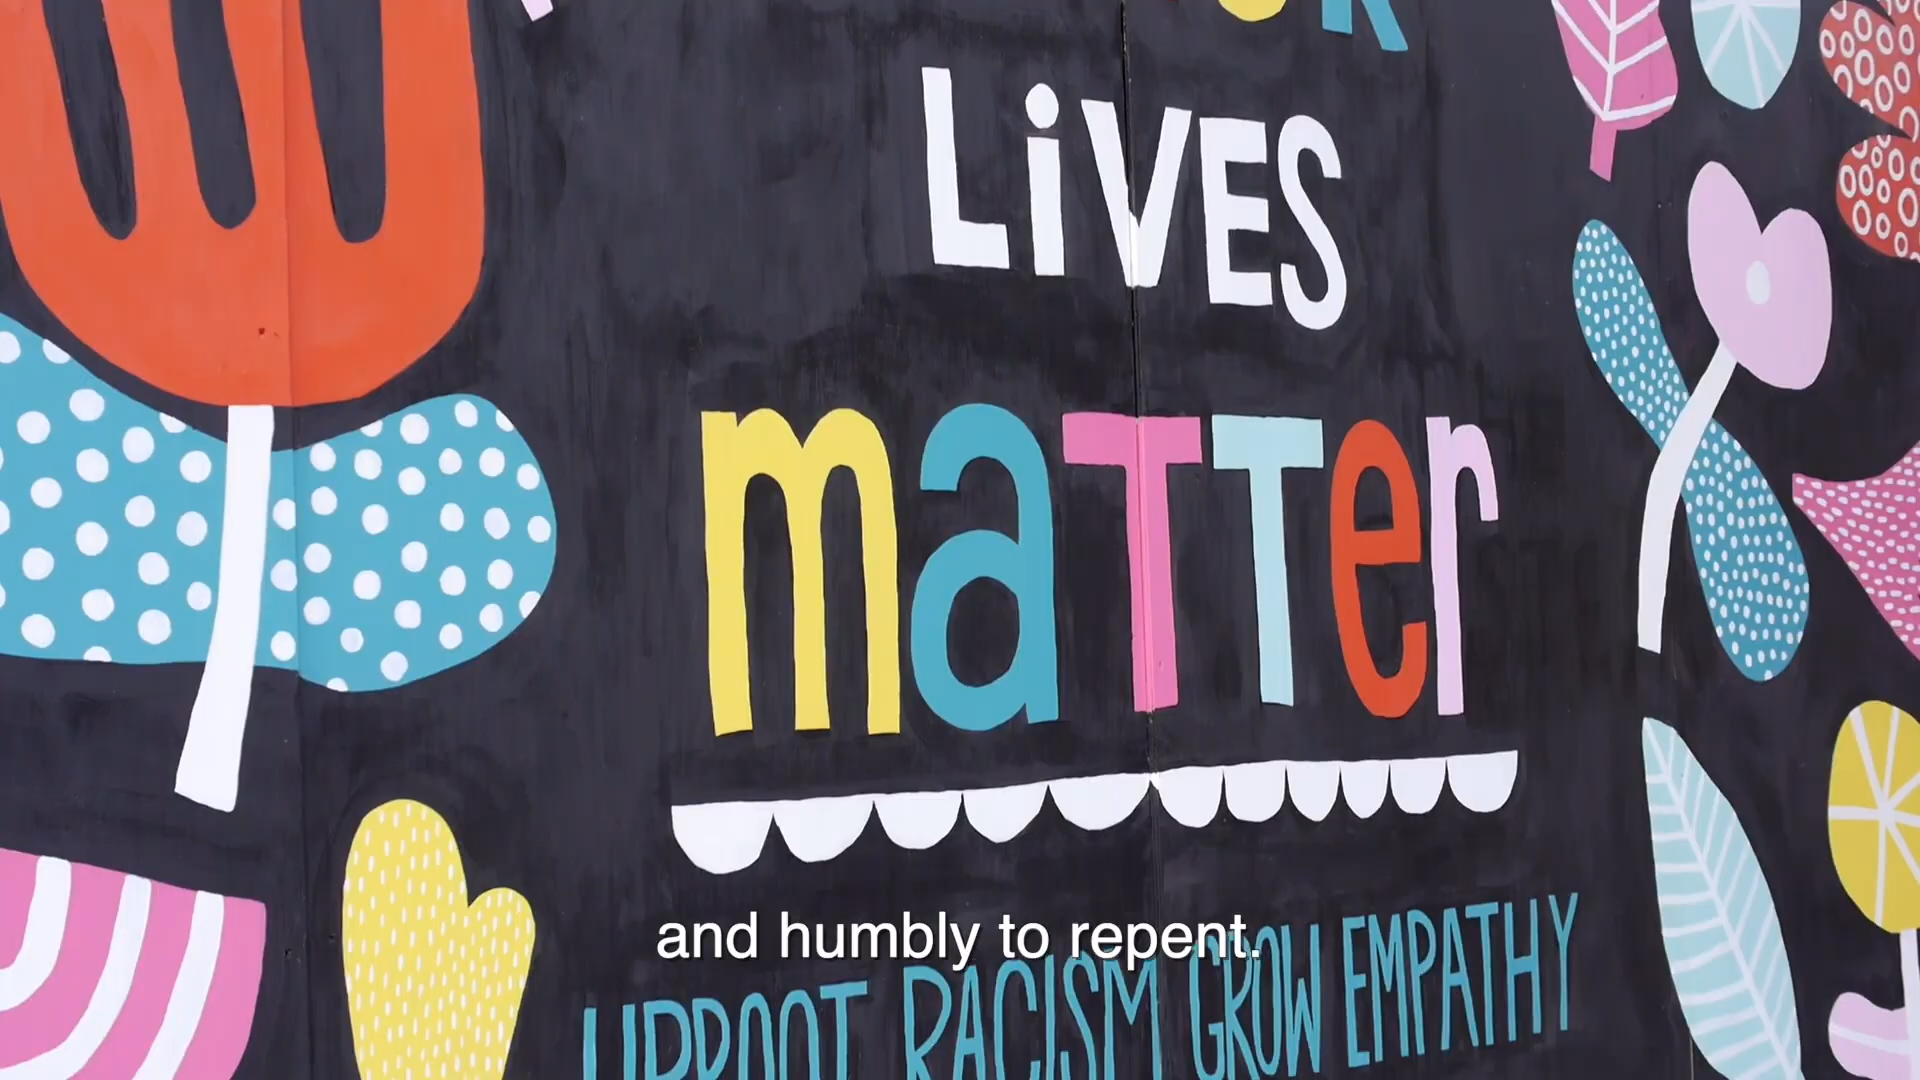 LiVES
maTTer
and humbly to repent.
UPROOT RACISM GROW EMPATHY